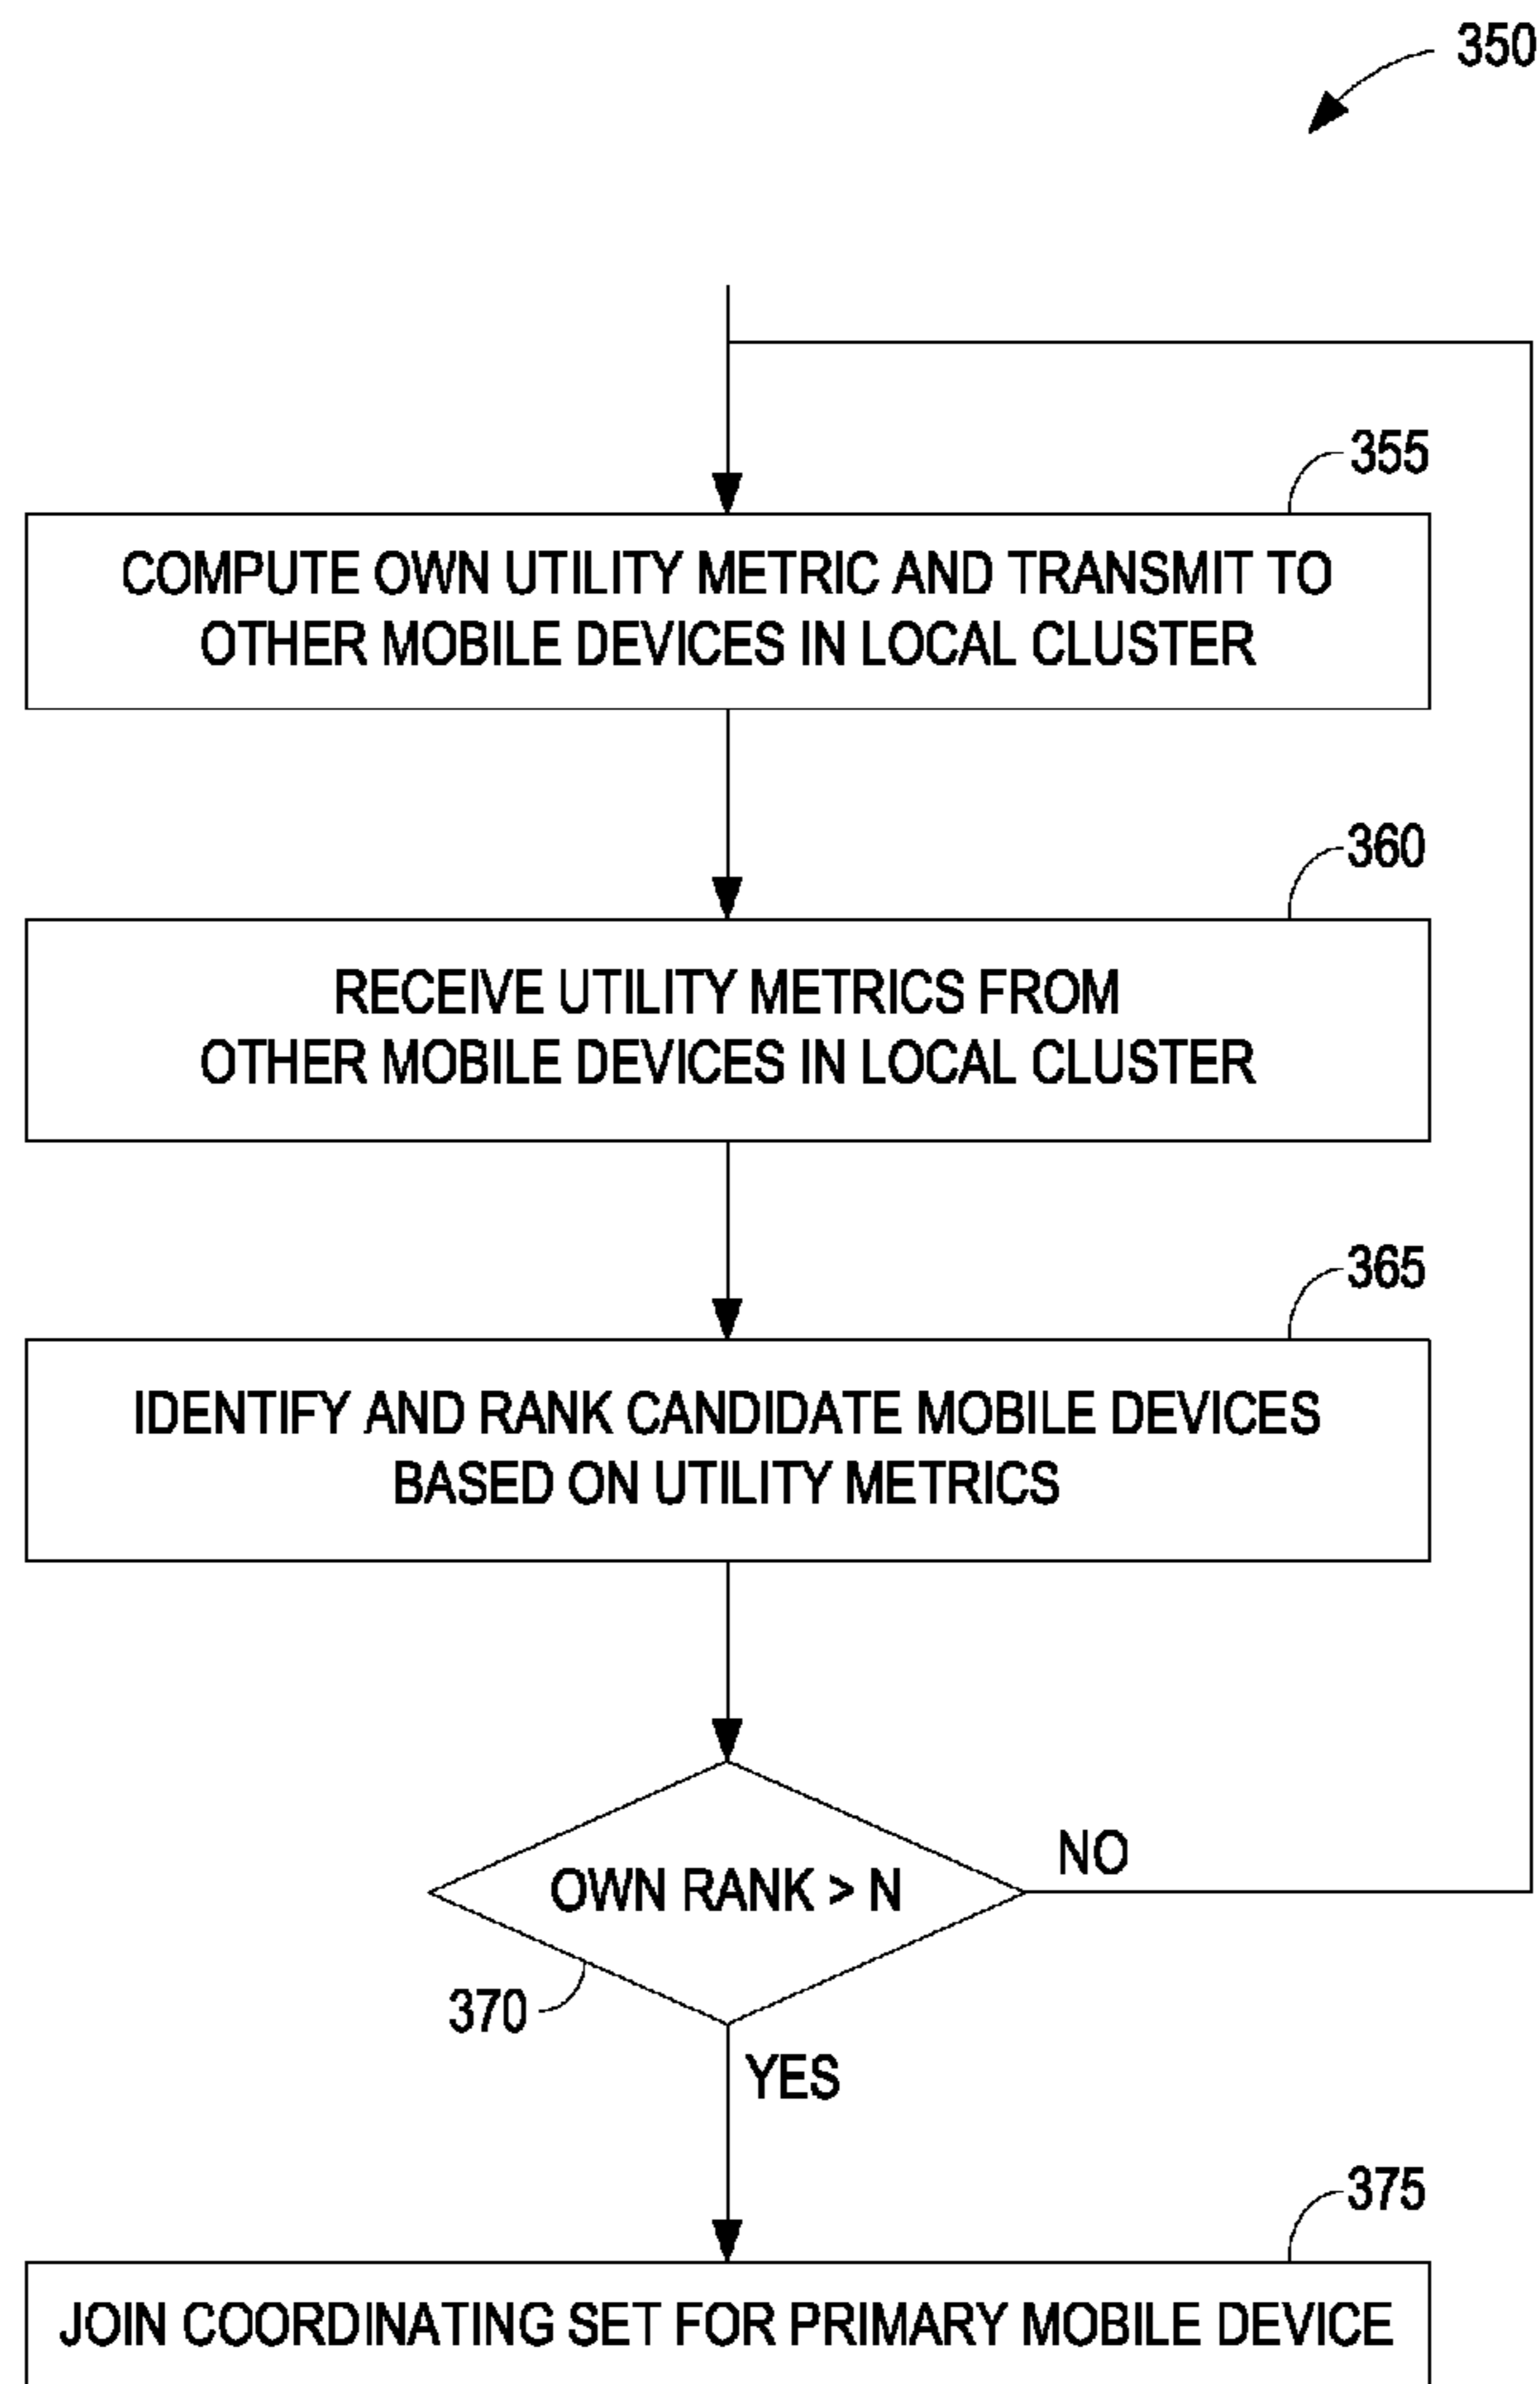 350
355
COMPUTE OWN UTILITY METRIC AND TRANSMIT TO
OTHER MOBILE DEVICES IN LOCAL CLUSTER
360
RECEIVE UTILITY METRICS FROM
OTHER MOBILE DEVICES IN LOCAL CLUSTER
365
IDENTIFY AND RANK CANDIDATE MOBILE DEVICES
BASED ON UTILITY METRICS
NO
OWN RANK > N
370
YES
375
JOIN COORDINATING SET FOR PRIMARY MOBILE DEVICE